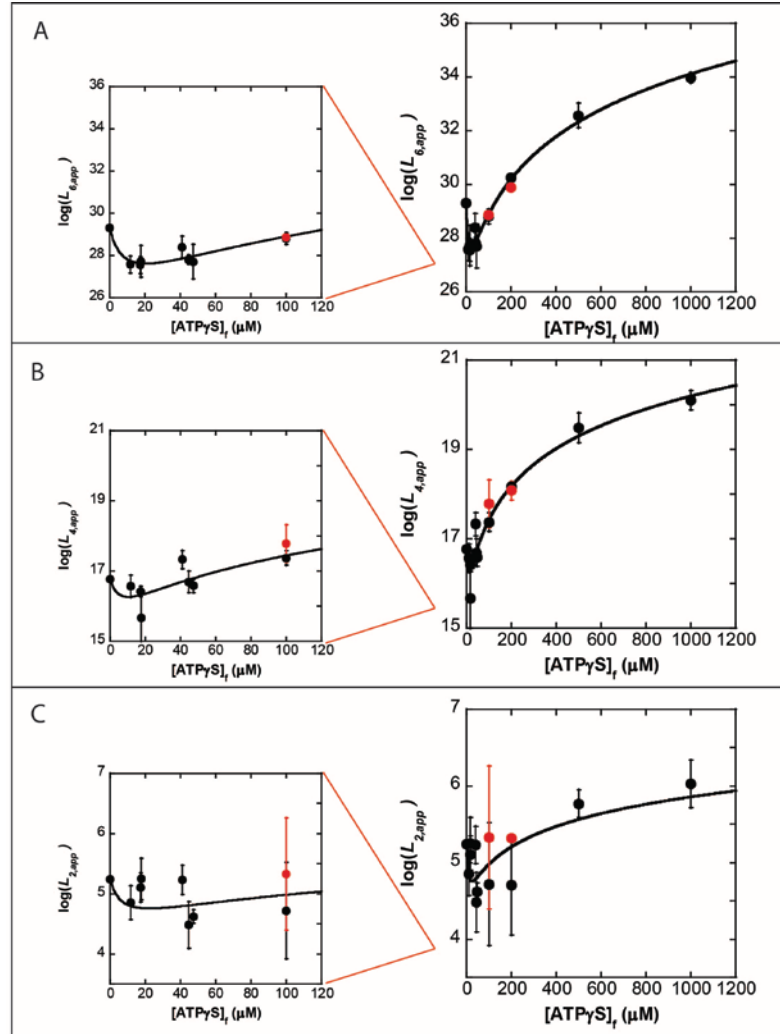 A
log(L6,app)
36
34
32
30
28
26
0 20 40 60 80 100 120
[ATPγS]f (μM)
log(L6,app)
36
34
32
30
28
26
0 200 400 600 800 1000 1200
[ATPγS]f (μM)
B
log(L4,app)
21
19
17
15
0 20 40 60 80 100 120
[ATPγS]f (μM)
log(L4,app)
21
19
17
15
0 200 400 600 800 1000 1200
[ATPγS]f (μM)
C
log(L2,app)
7
6
5
4
0 20 40 60 80 100 120
[ATPγS]f (μM)
log(L2,app)
7
6
5
4
0 200 400 600 800 1000 1200
[ATPγS]f (μM)